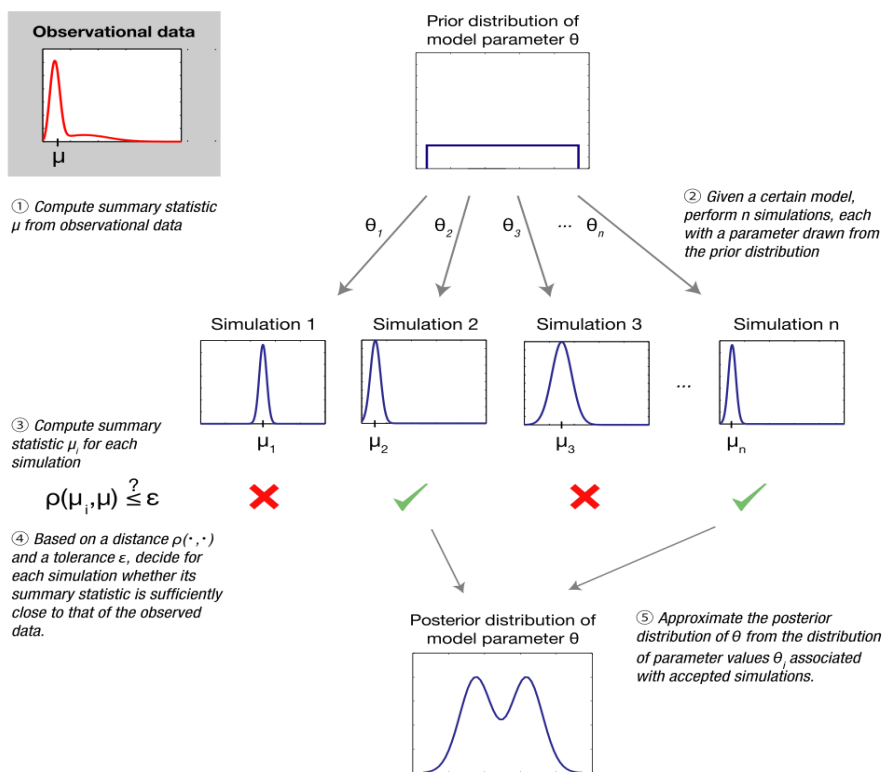 Observational data
μ
① Compute summary statistic
μ from observational data
Prior distribution of
model parameter θ
② Given a certain model,
perform n simulations, each
with a parameter drawn from
the prior distribution
θ1 θ2 θ3 ... θn
Simulation 1 Simulation 2 Simulation 3 Simulation n
...
μ1 μ2 μ3 μn
③ Compute summary
statistic μi for each
simulation
ρ(μi,μ) ≤? ε
④ Based on a distance ρ(·,·)
and a tolerance ε, decide for
each simulation whether its
summary statistic is sufficiently
close to that of the observed
data.
Posterior distribution of
model parameter θ
⑤ Approximate the posterior
distribution of θ from the distribution
of parameter values θi associated
with accepted simulations.